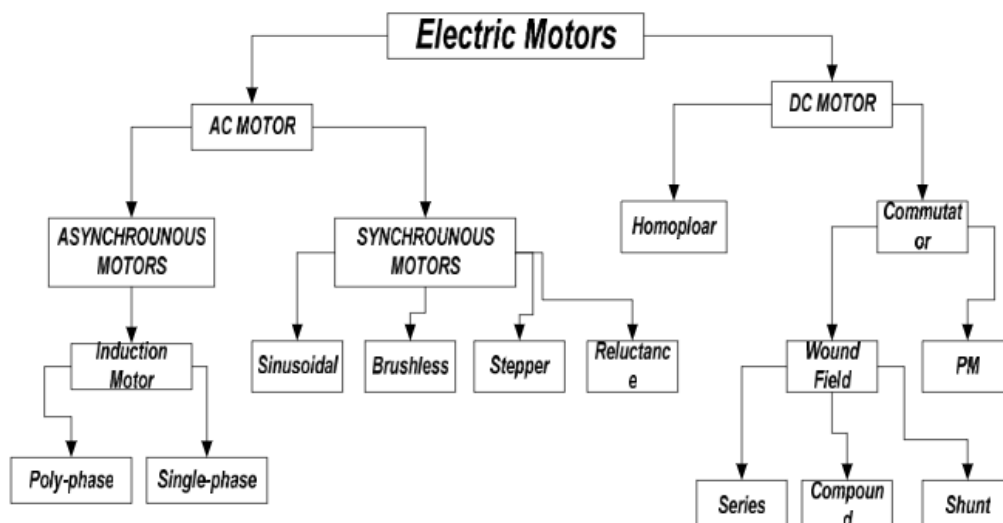 Electric Motors
AC MOTOR
DC MOTOR
ASYNCHROUNOUS
MOTORS
SYNCHROUNOUS
MOTORS
Homoploar
Commutat
or
Induction
Motor
Sinusoidal
Brushless
Stepper
Reluctanc
e
Wound
Field
PM
Poly-phase
Single-phase
Series
Compoun
d
Shunt